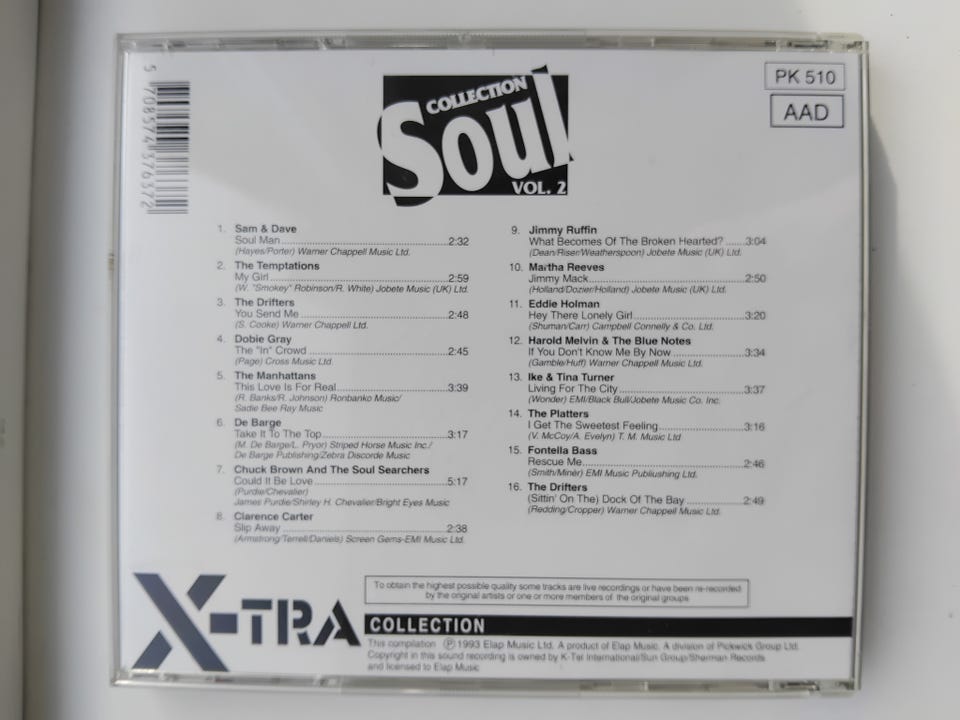 5 708574 376372
COLLECTION
Soul
VOL. 2
PK 510
AAD
1. Sam & Dave
Soul Man 2:32
(Hayes/Porter) Warner Chappell Music Ltd.
2. The Temptations
My Girl 2:59
(W. "Smokey" Robinson/R. White) Jobete Music (UK) Ltd.
3. The Drifters
You Send Me 2:48
(S. Cooke) Warner Chappell Ltd.
4. Dobie Gray
The "In" Crowd 2:45
(Page) Cross Music Ltd.
5. The Manhattans
This Love Is For Real 3:39
(R. Banks/R. Johnson) Ronbanko Music/
Sadie Bee Ray Music
6. De Barge
Take It To The Top 3:17
(M. De Barge/L. Pryor) Striped Horse Music Inc./
De Barge Publishing/Zebra Discorde Music
7. Chuck Brown And The Soul Searchers
Could It Be Love 5:17
(Purdie/Chevalier)
James Purdie/Shirley H. Chevalier/Bright Eyes Music
8. Clarence Carter
Slip Away 2:38
(Armstrong/Terrell/Daniels) Screen Gems-EMI Music Ltd.
9. Jimmy Ruffin
What Becomes Of The Broken Hearted? 3:04
(Dean/Riser/Weatherspoon) Jobete Music (UK) Ltd.
10. Martha Reeves
Jimmy Mack 2:50
(Holland/Dozier/Holland) Jobete Music (UK) Ltd.
11. Eddie Holman
Hey There Lonely Girl 3:20
(Shuman/Carr) Campbell Connelly & Co. Ltd.
12. Harold Melvin & The Blue Notes
If You Don't Know Me By Now 3:34
(Gamble/Huff) Warner Chappell Music Ltd.
13. Ike & Tina Turner
Living For The City 3:37
(Wonder) EMI/Black Bull/Jobete Music Co. Inc.
14. The Platters
I Get The Sweetest Feeling 3:16
(V. McCoy/A. Evelyn) T. M. Music Ltd
15. Fontella Bass
Rescue Me 2:46
(Smith/Miner) EMI Music Publiushing Ltd.
16. The Drifters
(Sittin' On The) Dock Of The Bay 2:49
(Redding/Cropper) Warner Chappell Music Ltd.
To obtain the highest possible quality some tracks are live recordings or have been re-recorded
by the original artists or one or more members of the original groups
X-TRA
COLLECTION
This compilation Ⓟ 1993 Elap Music Ltd. A product of Elap Music. A division of Pickwick Group Ltd.
Copyright in this sound recording is owned by K-Tel International/Sun Group/Sherman Records
and licensed to Elap Music